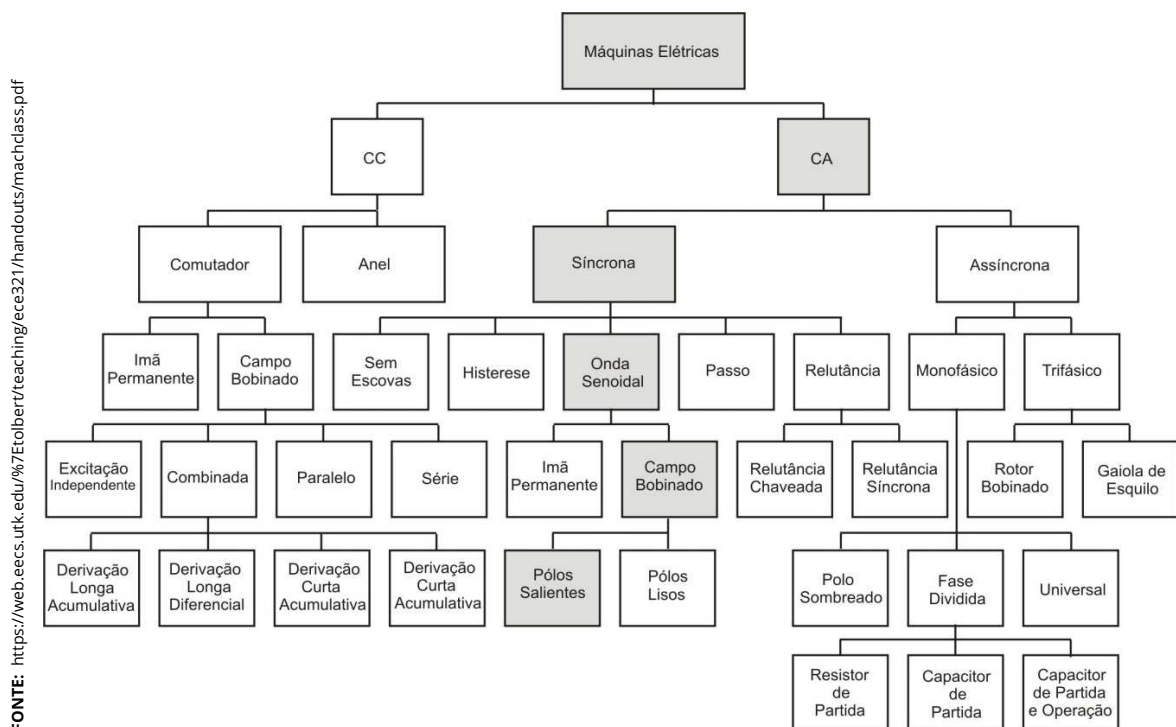 Máquinas Elétricas
CC
CA
Comutador
Anel
Síncrona
Assíncrona
Imã
Permanente
Campo
Bobinado
Sem
Escovas
Histerese
Onda
Senoidal
Passo
Relutância
Monofásico
Trifásico
Excitação
Independente
Combinada
Paralelo
Série
Imã
Permanente
Campo
Bobinado
Relutância
Chaveada
Relutância
Síncrona
Rotor
Bobinado
Gaiola de
Esquilo
Derivação
Longa
Acumulativa
Derivação
Longa
Diferencial
Derivação
Curta
Acumulativa
Derivação
Curta
Acumulativa
Pólos
Salientes
Pólos
Lisos
Polo
Sombreado
Fase
Dividida
Universal
Resistor
de
Partida
Capacitor
de
Partida
Capacitor
de Partida
e Operação
FONTE: https://web.eecs.utk.edu/%7Etolbert/teaching/ece321/handouts/machclass.pdf